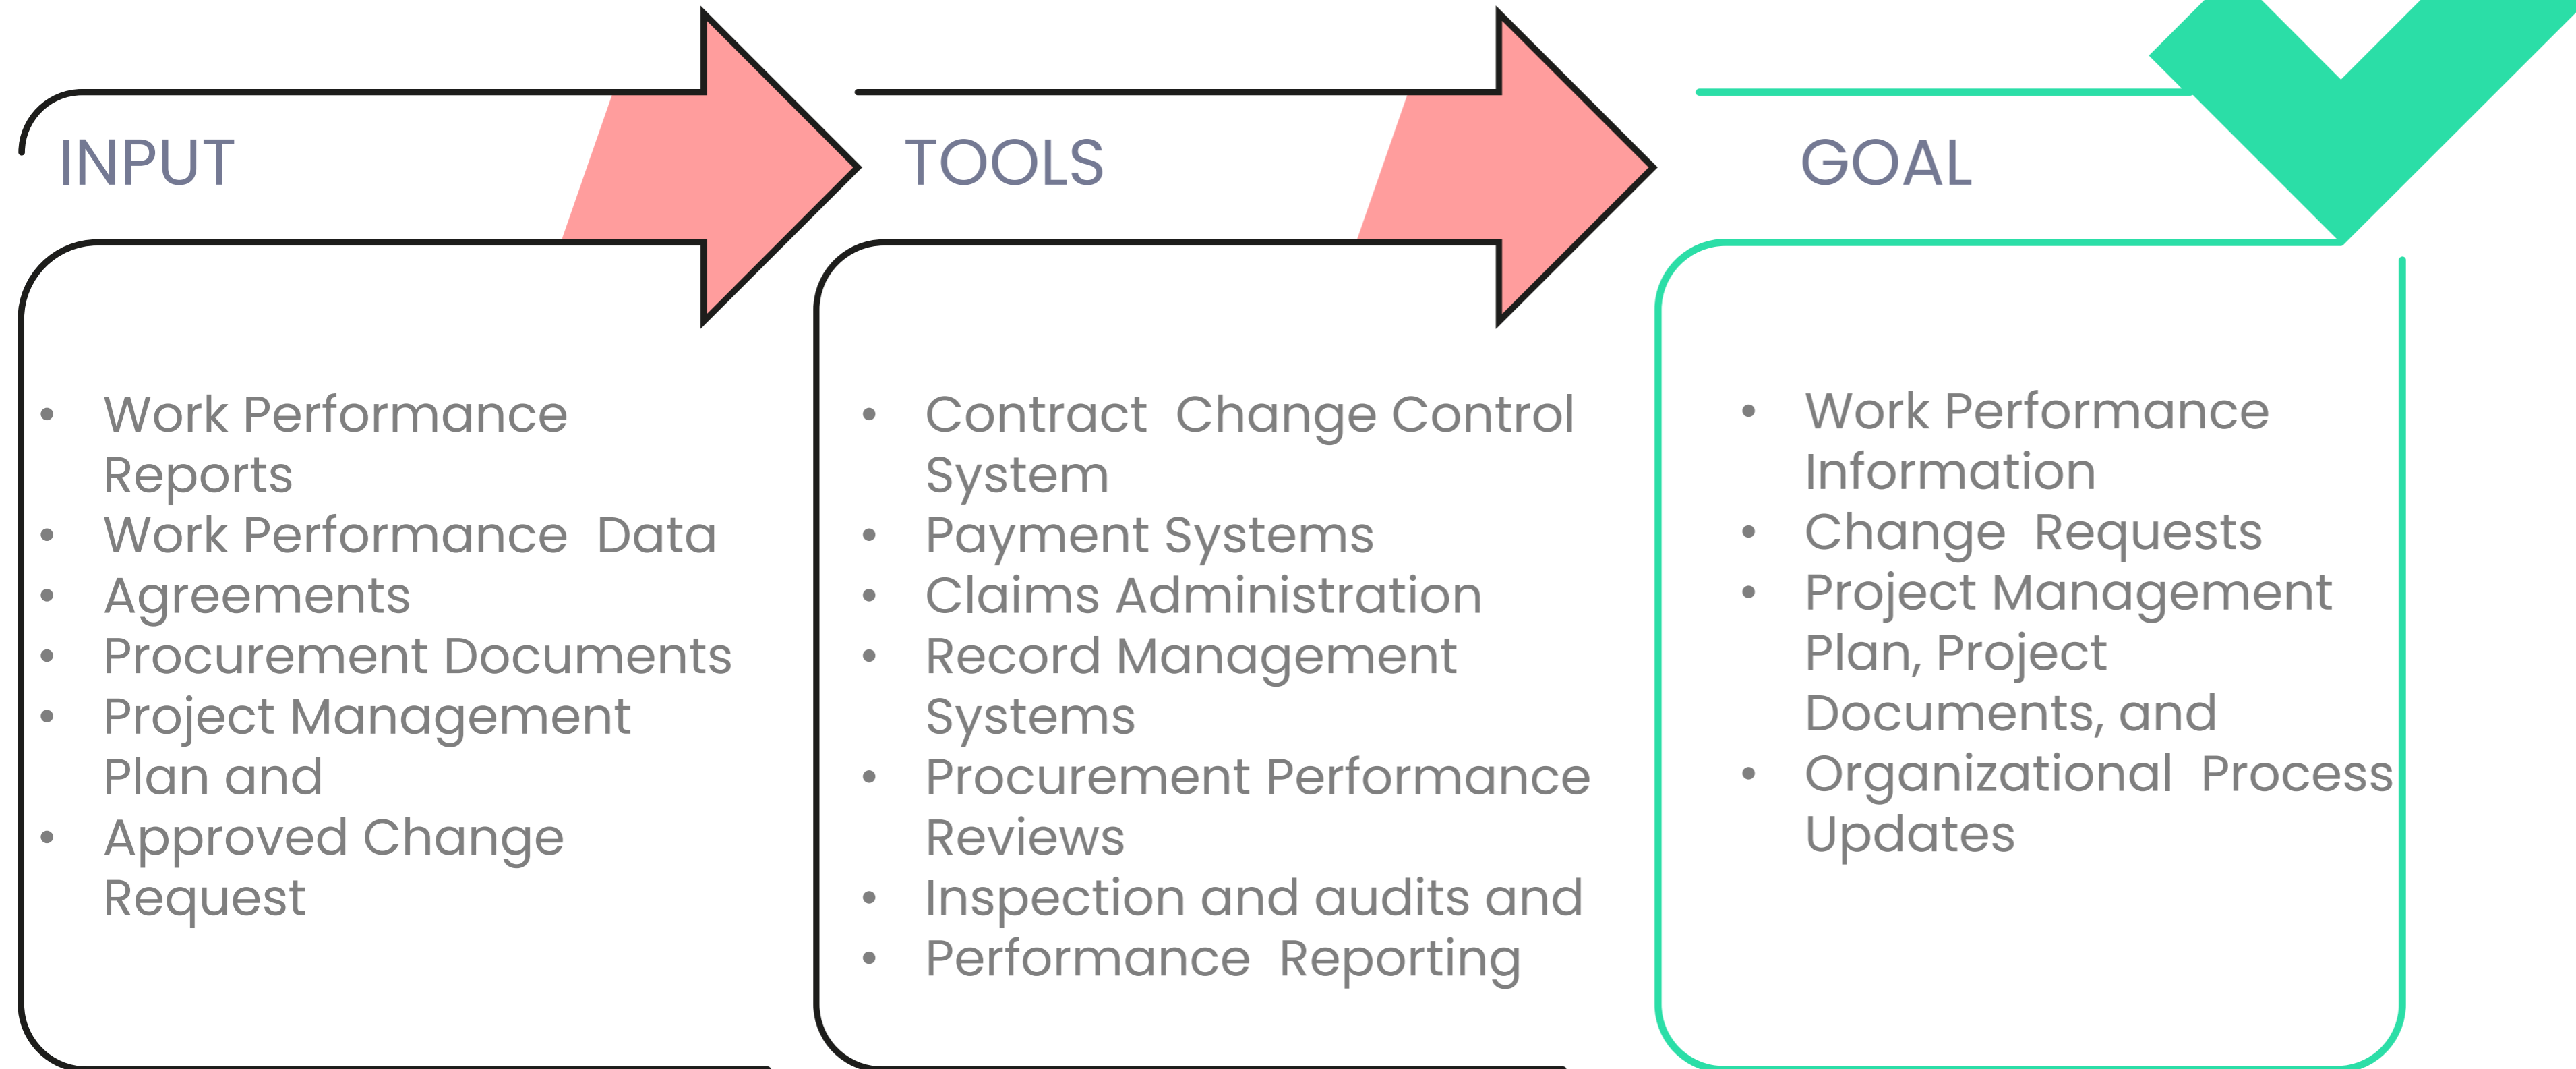 INPUT
• Work Performance
Reports
• Work Performance  Data
• Agreements
• Procurement Documents
• Project Management
Plan and
• Approved Change
Request
TOOLS
• Contract  Change Control
System
• Payment Systems
• Claims Administration
• Record Management
Systems
• Procurement Performance
Reviews
• Inspection and audits and
• Performance  Reporting
GOAL
• Work Performance
Information
• Change  Requests
• Project Management
Plan, Project
Documents, and
• Organizational  Process
Updates